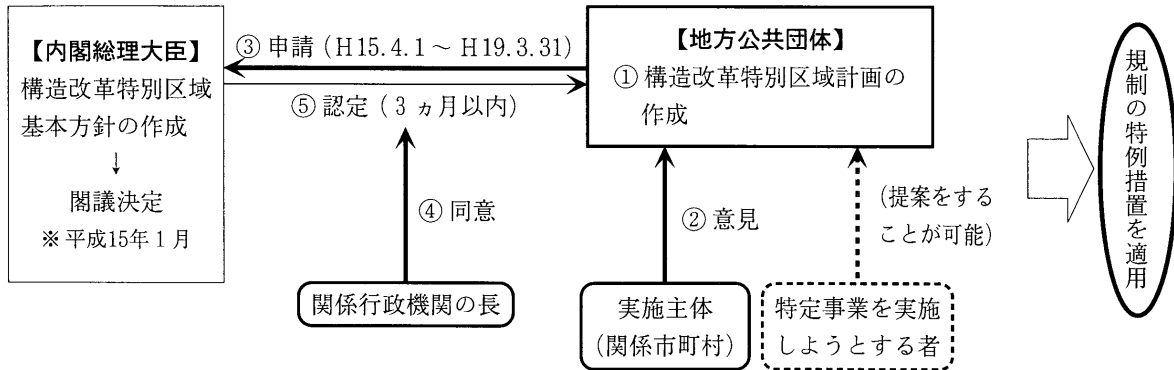 【内閣総理大臣】
構造改革特別区域
基本方針の作成
↓
閣議決定
※平成15年1月
③申請(H15.4.1~H19.3.31)
⑤認定(3ヵ月以内)
④同意
関係行政機関の長
【地方公共団体】
①構造改革特別区域計画の
作成
②意見
実施主体
(関係市町村)
(提案をする
ことが可能)
特定事業を実施
しようとする者
規制の特例措置を適用